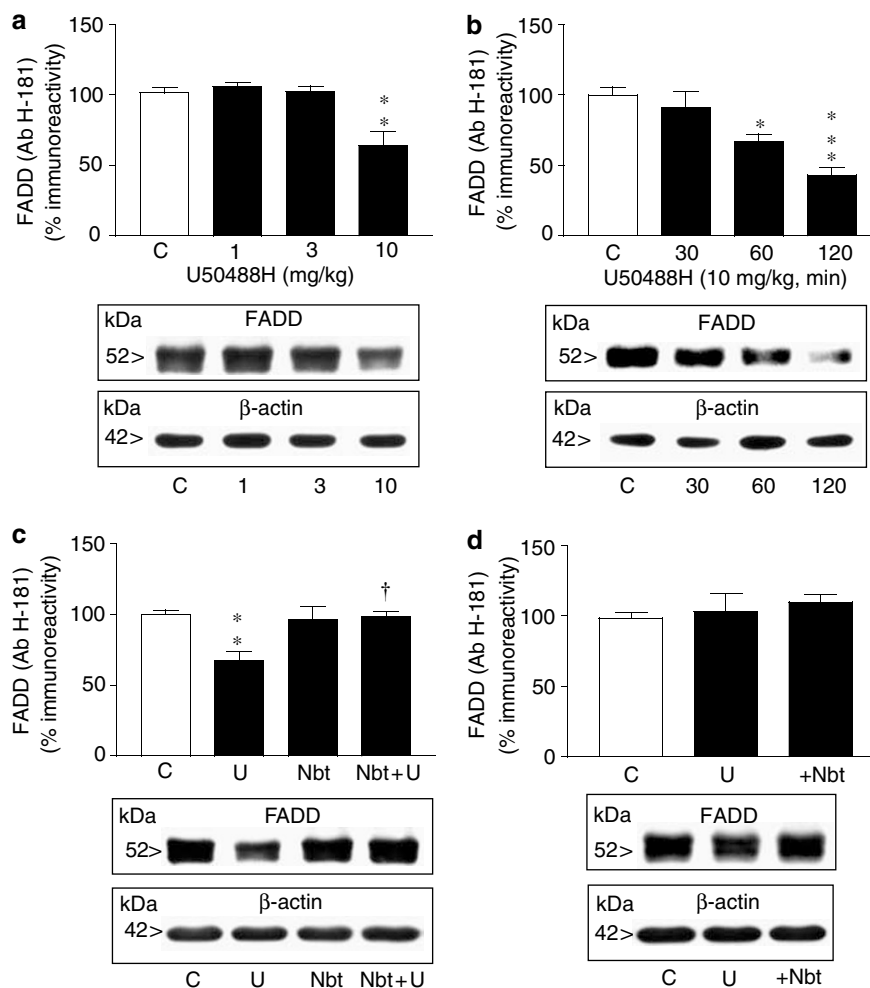 a
FADD (Ab H-181)
(% immunoreactivity)
150
100
50
0
* *
C 1 3 10
U50488H (mg/kg)
kDa FADD
52>
kDa β-actin
42>
C 1 3 10
b
FADD (Ab H-181)
(% immunoreactivity)
150
100
50
0
*
* * *
C 30 60 120
U50488H (10 mg/kg, min)
kDa FADD
52>
kDa β-actin
42>
C 30 60 120
c
FADD (Ab H-181)
(% immunoreactivity)
150
100
50
0
* *
†
C U Nbt Nbt+U
kDa FADD
52>
kDa β-actin
42>
C U Nbt Nbt+U
d
FADD (Ab H-181)
(% immunoreactivity)
150
100
50
0
C U +Nbt
kDa FADD
52>
kDa β-actin
42>
C U +Nbt